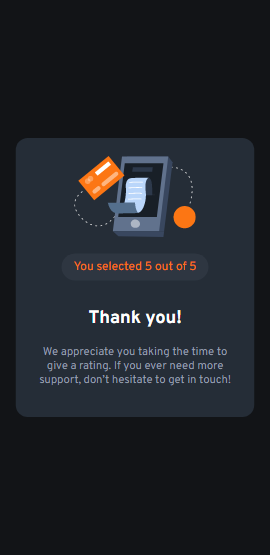 You selected 5 out of 5
Thank you!
We appreciate you taking the time to
give a rating. If you ever need more
support, don't hesitate to get in touch!